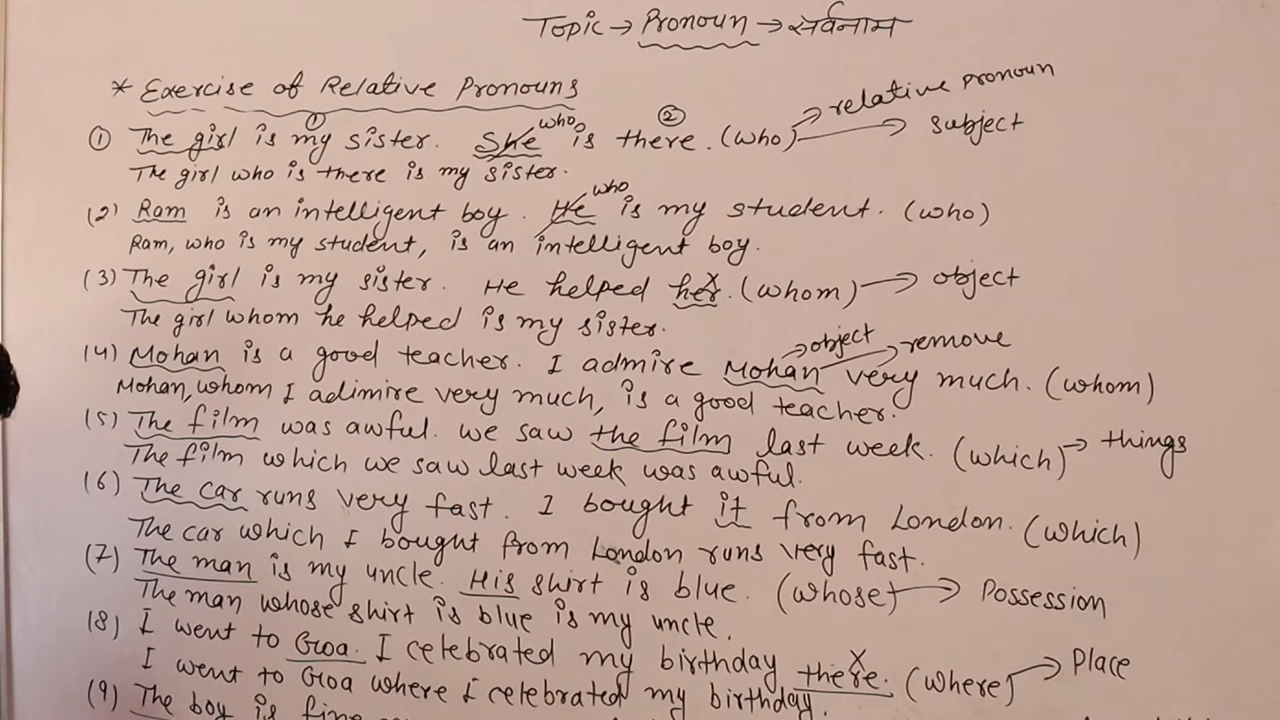 Topic → Pronoun → सर्वनाम
* Exercise of Relative Pronouns
① The girl is my sister. She is there. (who) → relative pronoun → subject
① who ②
The girl who is there is my sister.
(2) Ram is an intelligent boy. He is my student. (who)
who
Ram, who is my student, is an intelligent boy.
(3) The girl is my sister. He helped her. (whom) → object
The girl whom he helped is my sister.
(4) Mohan is a good teacher. I admire Mohan very much. (whom)
→ object → remove
Mohan, whom I adimire very much, is a good teacher.
(5) The film was awful. we saw the film last week. (which) → things
The film which we saw last week was awful.
(6) The car runs very fast. I bought it from London. (which)
The car which I bought from London runs very fast.
(7) The man is my uncle. His shirt is blue. (whose) → Possession
The man whose shirt is blue is my uncle.
(8) I went to Goa. I celebrated my birthday there. (where) → Place
I went to Goa where I celebrated my birthday.
(9) The boy is fine